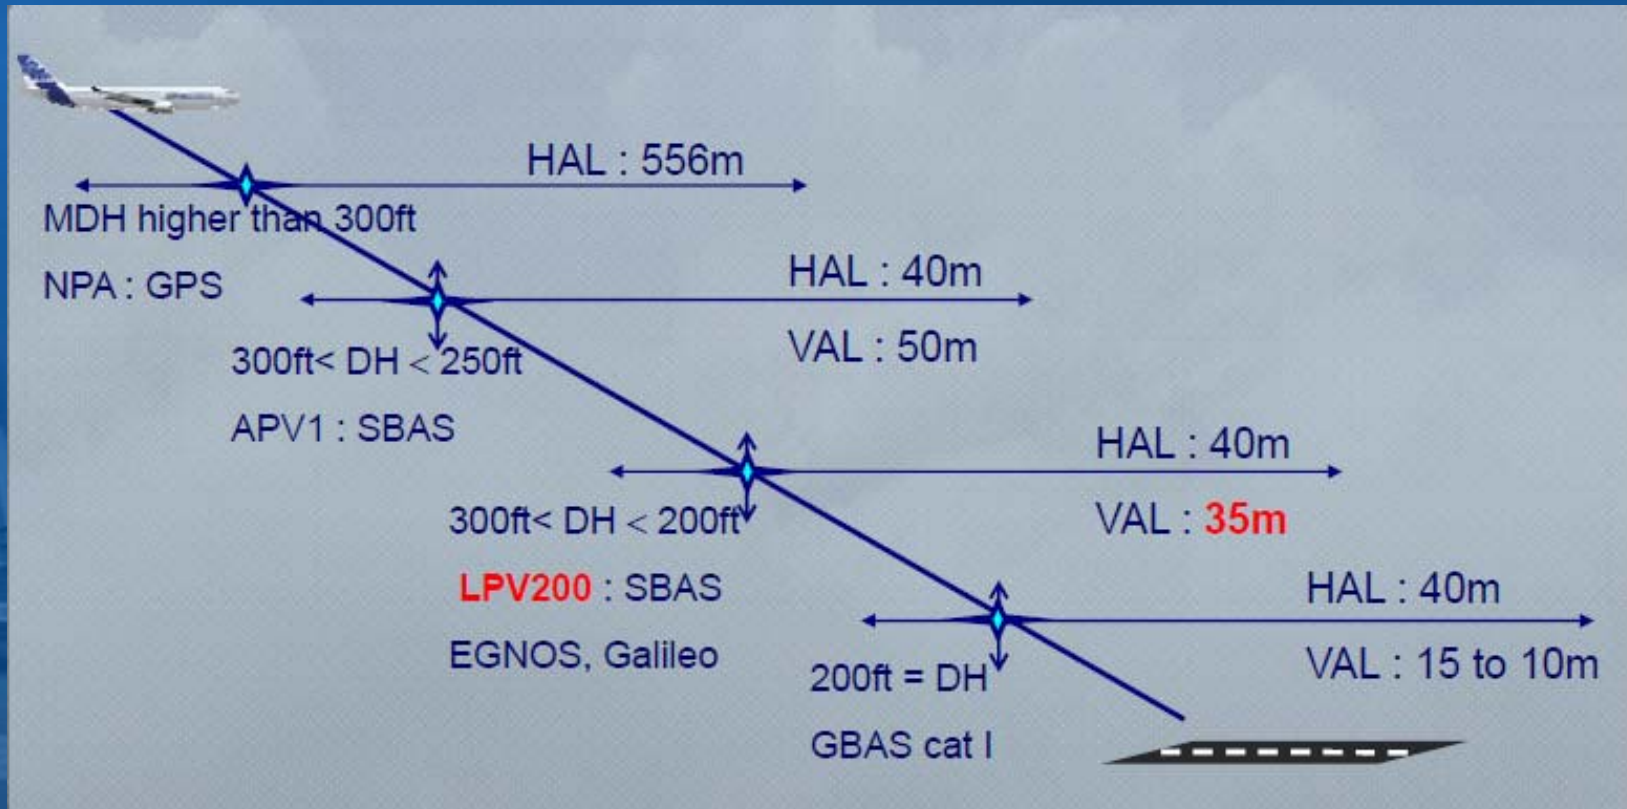 HAL : 556m
MDH higher than 300ft
NPA : GPS
HAL : 40m
VAL : 50m
300ft< DH < 250ft
APV1 : SBAS
HAL : 40m
VAL : 35m
300ft< DH < 200ft
LPV200 : SBAS
EGNOS, Galileo
HAL : 40m
VAL : 15 to 10m
200ft = DH
GBAS cat I